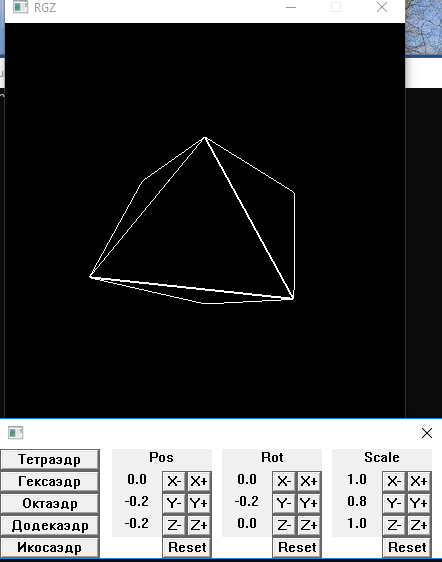 RGZ
Pos Rot Scale
Тетраэдр
Гексаэдр 0.0 X- X+ 0.0 X- X+ 1.0 X- X+
Октаэдр -0.2 Y- Y+ -0.2 Y- Y+ 0.8 Y- Y+
Додекаэдр -0.2 Z- Z+ 0.0 Z- Z+ 1.0 Z- Z+
Икосаэдр Reset Reset Reset